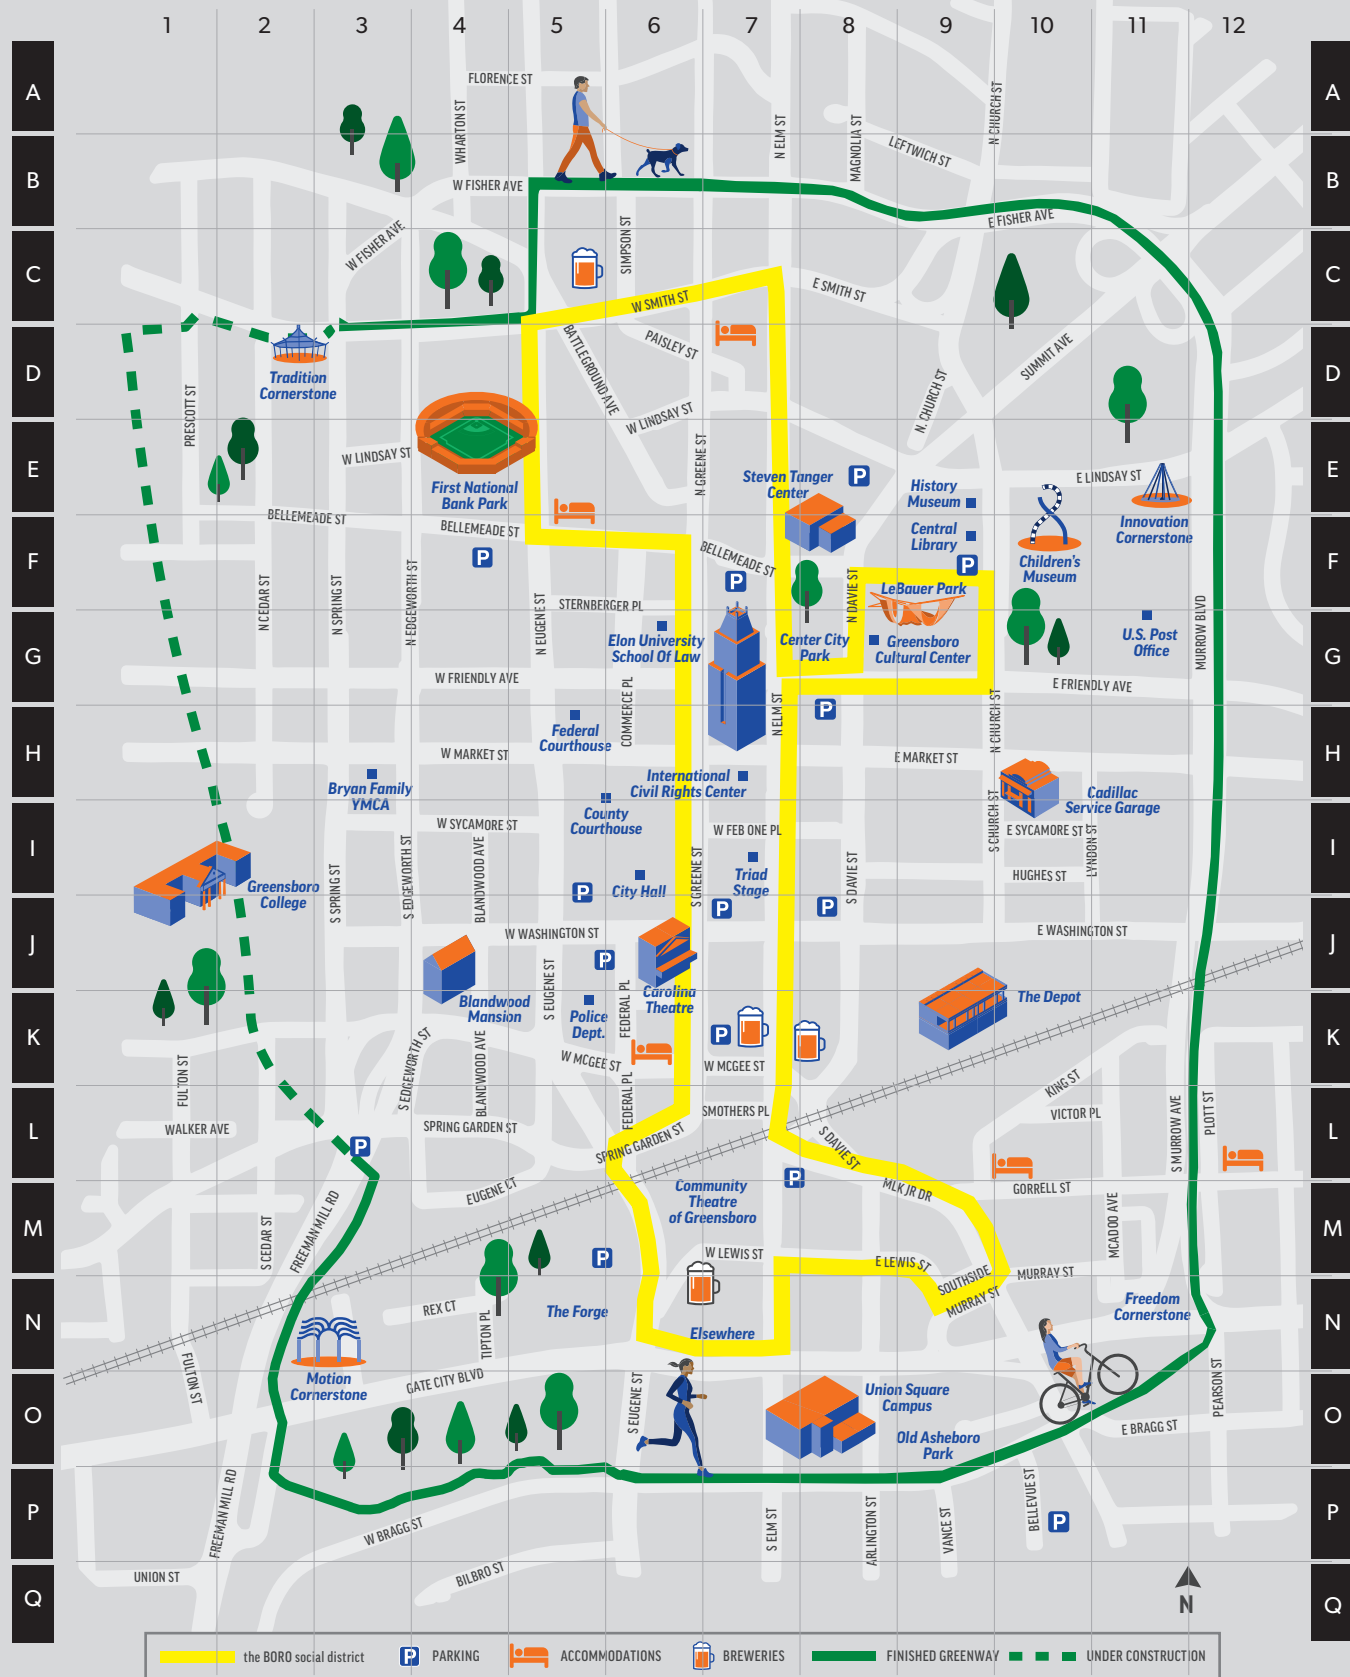 1 2 3 4 5 6 7 8 9 10 11 12
A
A
FLORENCE ST
WHARTON ST
N ELM ST
MAGNOLIA ST
N CHURCH ST
LEFTWICH ST
B
B
W FISHER AVE
E FISHER AVE
W FISHER AVE
SIMPSON ST
C
C
W SMITH ST
E SMITH ST
BATTLEGROUND AVE
PAISLEY ST
SUMMIT AVE
D
D
Tradition
Cornerstone
PRESCOTT ST
W LINDSAY ST
N. CHURCH ST
E
E
W LINDSAY ST
N GREENE ST
E LINDSAY ST
First National
Bank Park
Steven Tanger
Center
P
History
Museum
Innovation
Cornerstone
BELLEMEADE ST
BELLEMEADE ST
BELLEMEADE ST
Central
Library
F
F
P
P
P
Children's
Museum
N CEDAR ST
N SPRING ST
N EDGEWORTH ST
N EUGENE ST
N DAVIE ST
LeBauer Park
STERNBERGER PL
MURROW BLVD
G
G
Elon University
School Of Law
Center City
Park
Greensboro
Cultural Center
U.S. Post
Office
W FRIENDLY AVE
E FRIENDLY AVE
COMMERCE PL
N ELM ST
P
N CHURCH ST
H
H
Federal
Courthouse
W MARKET ST
E MARKET ST
Bryan Family
YMCA
International
Civil Rights Center
Cadillac
Service Garage
County
Courthouse
S CHURCH ST
W SYCAMORE ST
W FEB ONE PL
E SYCAMORE ST
LYNDON ST
I
I
Triad
Stage
HUGHES ST
Greensboro
College
S SPRING ST
S EDGEWORTH ST
BLANDWOOD AVE
P
City Hall
S GREENE ST
P
P
S DAVIE ST
J
J
W WASHINGTON ST
E WASHINGTON ST
P
S EUGENE ST
FEDERAL PL
Carolina
Theatre
Blandwood
Mansion
Police
Dept.
The Depot
K
K
P
FULTON ST
S EDGEWORTH ST
BLANDWOOD AVE
W MCGEE ST
W MCGEE ST
KING ST
FEDERAL PL
SMOTHERS PL
VICTOR PL
S MURROW AVE
PLOTT ST
L
L
WALKER AVE
SPRING GARDEN ST
SPRING GARDEN ST
S DAVIE ST
P
P
MLK JR DR
GORRELL ST
EUGENE CT
Community
Theatre
of Greensboro
M
M
S CEDAR ST
FREEMAN MILL RD
MCADOO AVE
P
W LEWIS ST
E LEWIS ST
SOUTHSIDE
MURRAY ST
MURRAY ST
REX CT
TIPTON PL
The Forge
Elsewhere
Freedom
Cornerstone
N
N
FULTON ST
Motion
Cornerstone
GATE CITY BLVD
S EUGENE ST
Union Square
Campus
PEARSON ST
O
O
E BRAGG ST
Old Asheboro
Park
P
P
FREEMAN MILL RD
W BRAGG ST
S ELM ST
ARLINGTON ST
VANCE ST
BELLEVUE ST
P
UNION ST
BILBRO ST
Q
Q
N
the BORO social district
P
PARKING
ACCOMMODATIONS
BREWERIES
FINISHED GREENWAY
UNDER CONSTRUCTION